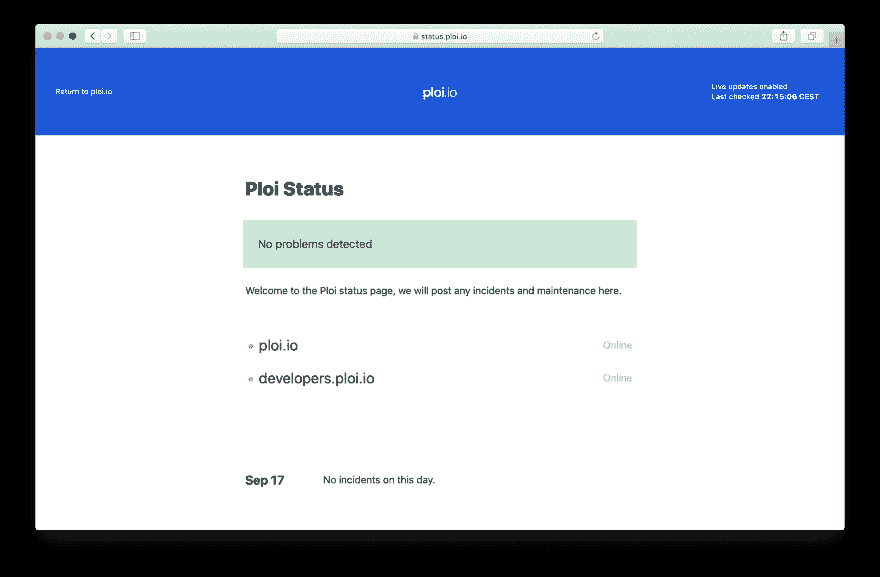 status.ploi.io
Return to ploi.io
ploi.io
Live updates enabled
Last checked 22:15:06 CEST
Ploi Status
No problems detected
Welcome to the Ploi status page, we will post any incidents and maintenance here.
ploi.io Online
developers.ploi.io Online
Sep 17 No incidents on this day.